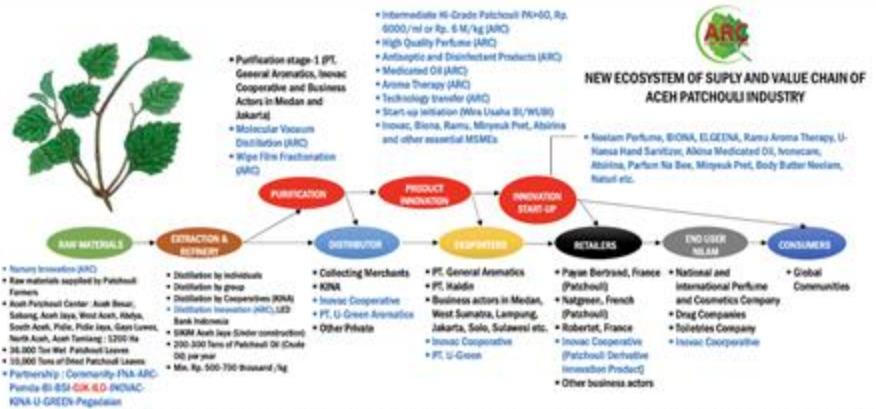 • Intermediate Hi-Grade Patchouli PA>60, Rp.
6000/ml or Rp. 6 M/kg (ARC)
• High Quality Perfume (ARC)
• Antiseptic and Disinfectant Products (ARC)
• Medicated Oil (ARC)
• Aroma Therapy (ARC)
• Technology transfer (ARC)
• Start-up Initiation (Wira Usaha BI/WUBI)
• Inovac, Biona, Ramu, Minyeuk Pret, Atsirina
and other essential MSMEs
ARC
NEW ECOSYSTEM OF SUPLY AND VALUE CHAIN OF
ACEH PATCHOULI INDUSTRY
• Purification stage-1 (PT.
General Aromatics, Inovac
Cooperative and Business
Actors in Medan and
Jakarta)
• Molecular Vacuum
Distillation (ARC)
• Wipe Film Fractionation
(ARC)
• Neelam Perfume, BIONA, ELGEENA, Ramu Aroma Therapy, U-
Hansa Hand Sanitizer, Alkina Medicated Oil, Ivonecare,
Atsirina, Parfum Na Bee, Minyeuk Pret, Body Butter Neelam,
Naturl etc.
PURIFICATION
PRODUCT
INNOVATION
INNOVATION
START-UP
RAW MATERIALS
EXTRACTION &
REFINERY
DISTRIBUTOR
EXPORTERS
RETAILERS
END USER
NILAM
CONSUMERS
• Nursery Innovation (ARC)
• Raw materials supplied by Patchouli
Farmers
• Aceh Patchouli Center : Aceh Besar,
Sabang, Aceh Jaya, West Aceh, Abdya,
South Aceh, Pidie, Pidie Jaya, Gayo Luwes,
North Aceh, Aceh Tamiang : 1200 Ha
• 36.000 Ton Wet Patchouli Leaves
• 10,000 Tons of Dried Patchouli Leaves
• Partnership : Community-FNA-ARC-
Pemda-BI-BSI-OJK-ILO-INOVAC-
KINA-U-GREEN-Pegadaian
• Distillation by individuals
• Distillation by group
• Distillation by Cooperatives (KINA)
• Distillation Innovation (ARC), LED
Bank Indonesia
• SIKIM Aceh Jaya (Under construction)
• 200-300 Tons of Patchouli Oil (Crude
Oil) per year
• Min. Rp. 500-700 thousand /kg
• Collecting Merchants
• KINA
• Inovac Cooperative
• PT. U-Green Aromatics
• Other Private
• PT. General Aromatics
• PT. Haldin
• Business actors in Medan,
West Sumatra, Lampung,
Jakarta, Solo, Sulawesi etc.
• Inovac Cooperative
• PT. U-Green
• Payan Bertrand, France
(Patchouli)
• Natgreen, French
(Patchouli)
• Robertet, France
• Inovac Cooperative
(Patchouli Derivative
Innovation Product)
• Other business actors
• National and
International Perfume
and Cosmetics Company
• Drug Companies
• Toiletries Company
• Inovac Cooperative
• Global
Communities